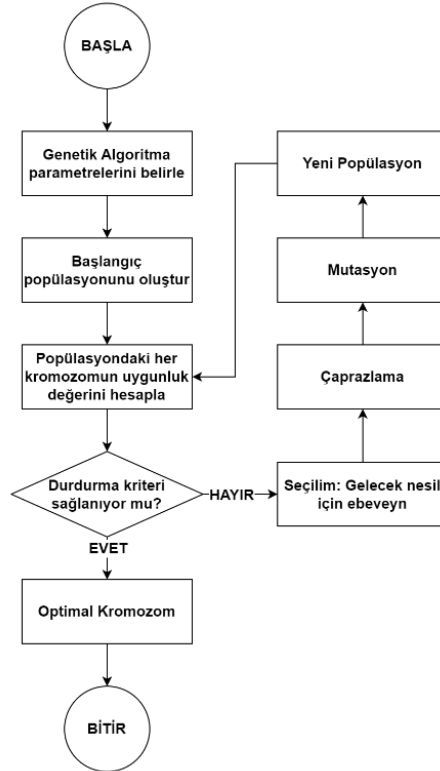 BAŞLA
Genetik Algoritma
parametrelerini belirle
Başlangıç
popülasyonunu oluştur
Popülasyondaki her
kromozomun uygunluk
değerini hesapla
Durdurma kriteri
sağlanıyor mu?
HAYIR
EVET
Optimal Kromozom
BİTİR
Seçilim: Gelecek nesil
için ebeveyn
Çaprazlama
Mutasyon
Yeni Popülasyon